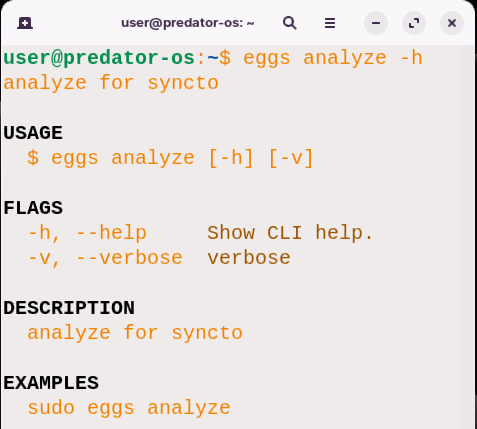 user@predator-os: ~
user@predator-os:~$ eggs analyze -h
analyze for syncto
USAGE
$ eggs analyze [-h] [-v]
FLAGS
-h, --help     Show CLI help.
-v, --verbose  verbose
DESCRIPTION
analyze for syncto
EXAMPLES
sudo eggs analyze